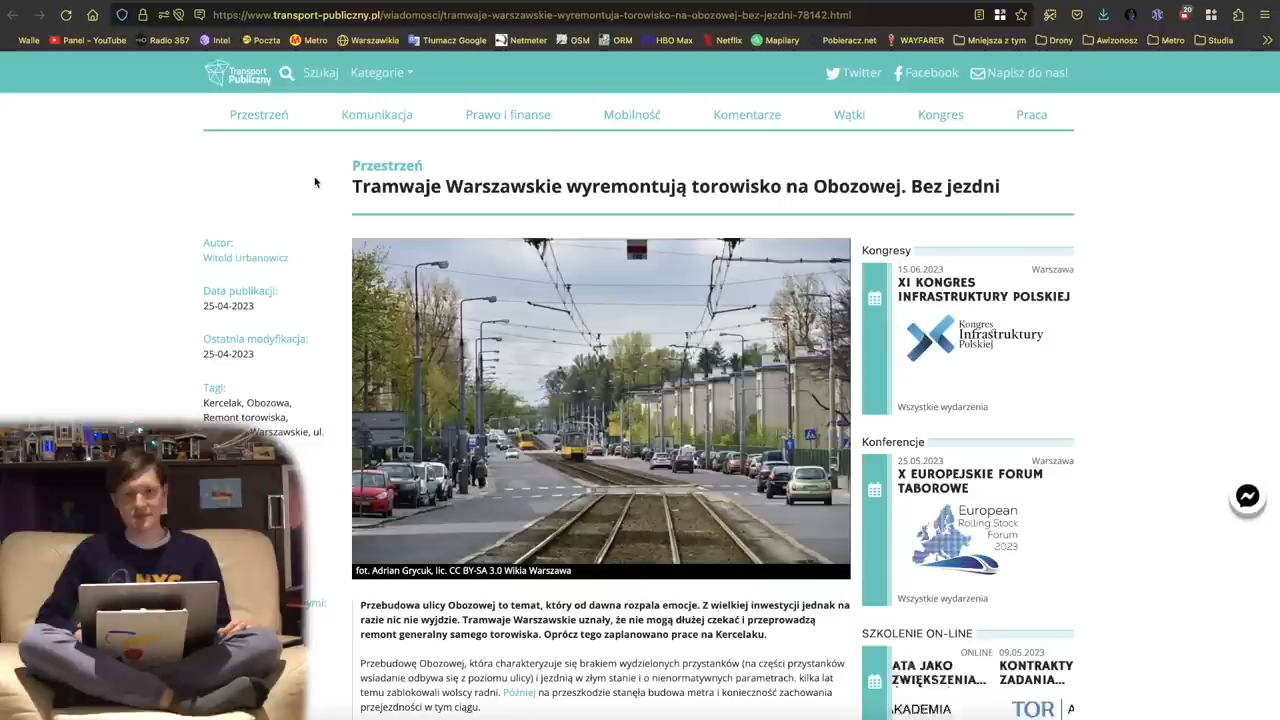 https://www.transport-publiczny.pl/wiadomosci/tramwaje-warszawskie-wyremontuja-torowisko-na-obozowej-bez-jezdni-78142.html
20
Walle
Panel – YouTube
Radio 357
Intel
Poczta
Metro
Warszawikia
Tłumacz Google
Netmeter
OSM
ORM
HBO Max
Netflix
Mapilary
Pobieracz.net
WAYFARER
Mniejsza z tym
Drony
Awizonosz
Metro
Studia
Transport Publiczny
Szukaj
Kategorie
Twitter
Facebook
Napisz do nas!
Przestrzeń
Komunikacja
Prawo i finanse
Mobilność
Komentarze
Wątki
Kongres
Praca
Przestrzeń
Tramwaje Warszawskie wyremontują torowisko na Obozowej. Bez jezdni
Autor:
Witold Urbanowicz
Data publikacji:
25-04-2023
Ostatnia modyfikacja:
25-04-2023
Tagi:
Kercelak, Obozowa,
Remont torowiska,
Warszawskie, ul.
ymi:
fot. Adrian Grycuk, lic. CC BY-SA 3.0 Wikia Warszawa
Przebudowa ulicy Obozowej to temat, który od dawna rozpala emocje. Z wielkiej inwestycji jednak na
razie nic nie wyjdzie. Tramwaje Warszawskie uznały, że nie mogą dłużej czekać i przeprowadzą
remont generalny samego torowiska. Oprócz tego zaplanowano prace na Kercelaku.
Przebudowę Obozowej, która charakteryzuje się brakiem wydzielonych przystanków (na części przystanków
wsiadanie odbywa się z poziomu ulicy) i jezdnią w złym stanie i o nienormatywnych parametrach. kilka lat
temu zablokowali wolscy radni. Później na przeszkodzie stanęła budowa metra i konieczność zachowania
przejezdności w tym ciągu.
Kongresy
15.06.2023
Warszawa
XI KONGRES
INFRASTRUKTURY POLSKIEJ
Kongres
Infrastruktury
Polskiej
Wszystkie wydarzenia
Konferencje
25.05.2023
Warszawa
X EUROPEJSKIE FORUM
TABOROWE
European
Rolling Stock
Forum
2023
Wszystkie wydarzenia
SZKOLENIE ON-LINE
ONLINE
09.05.2023
ATA JAKO
ZWIĘKSZENIA...
KONTRAKTY
ZADANIA...
AKADEMIA
TOR
NYC